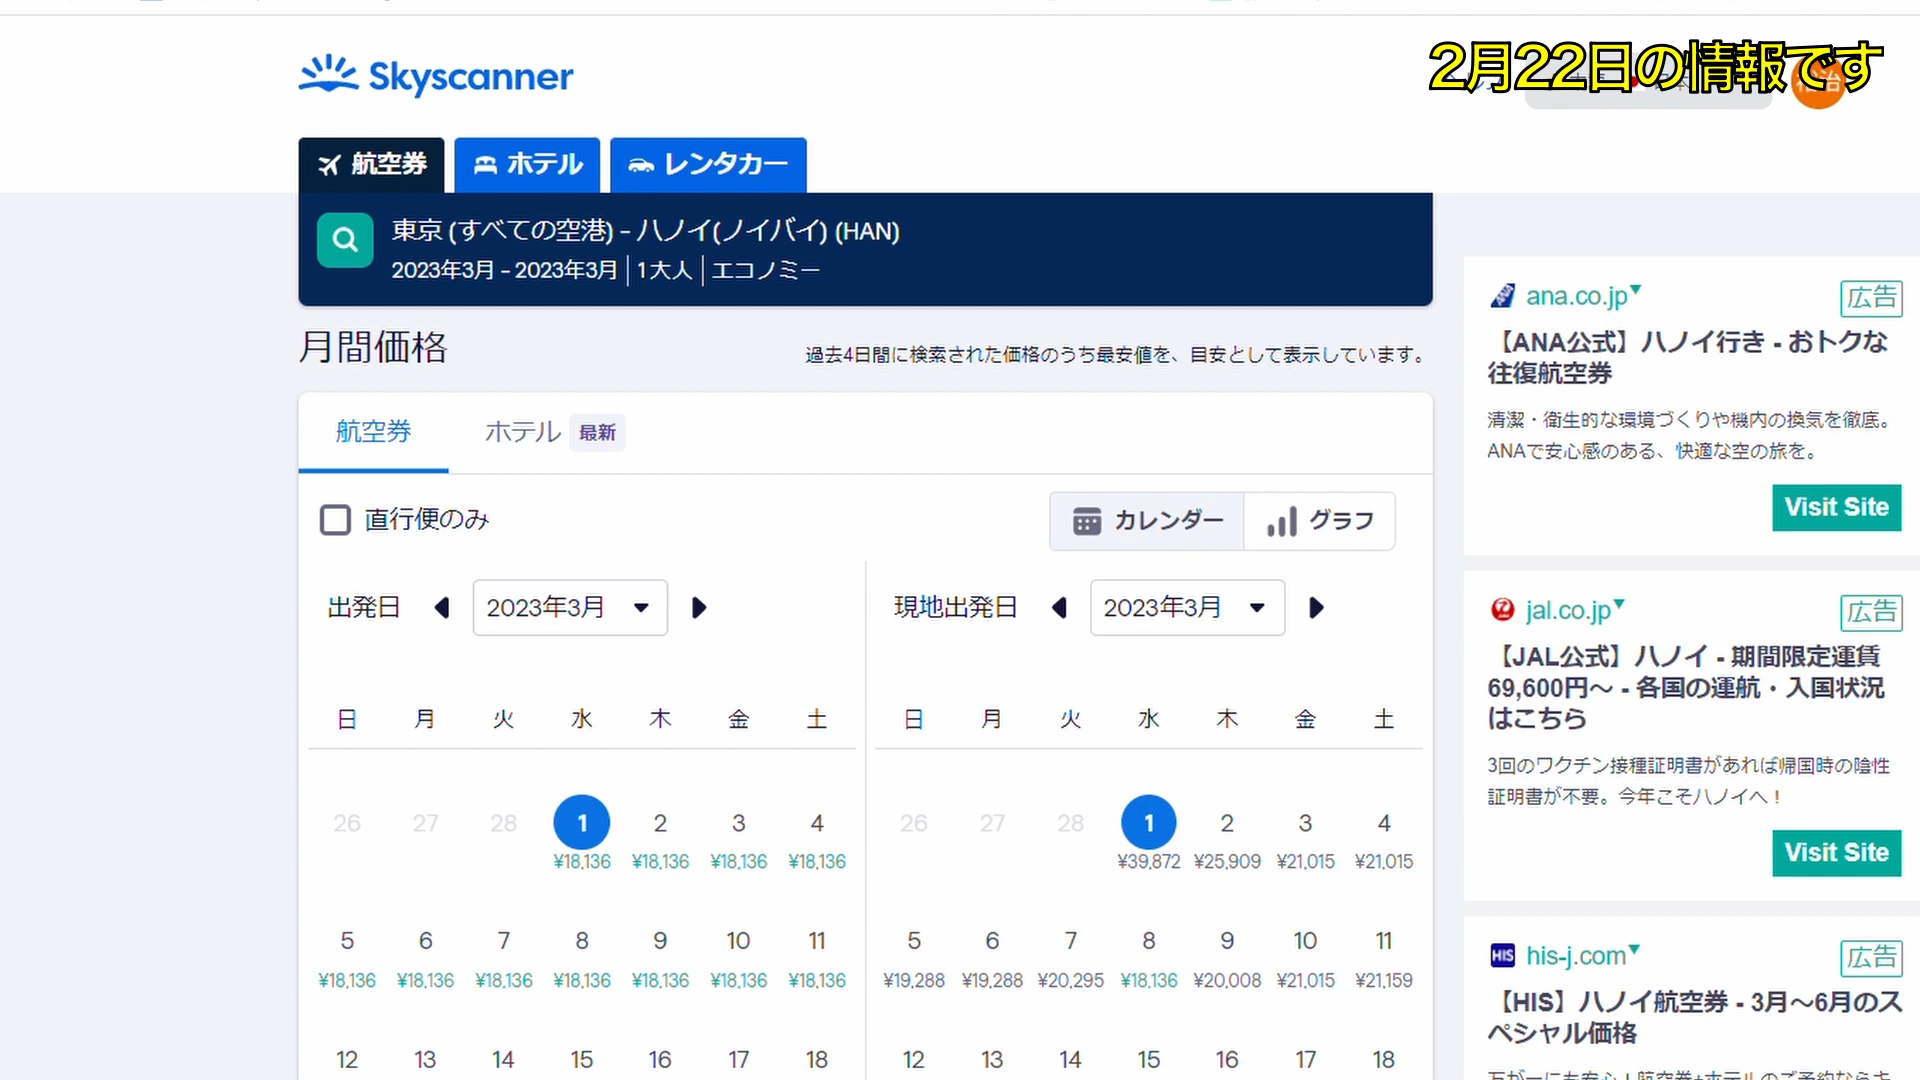 2月22日の情報です
Skyscanner
航空券
ホテル
レンタカー
東京 (すべての空港) – ハノイ(ノイバイ) (HAN)
2023年3月 – 2023年3月 | 1大人 | エコノミー
月間価格
過去4日間に検索された価格のうち最安値を、目安として表示しています。
航空券
ホテル 最新
直行便のみ
カレンダー
グラフ
出発日
2023年3月
日 月 火 水 木 金 土
26 27 28 1 2 3 4
¥18,136 ¥18,136 ¥18,136 ¥18,136
5 6 7 8 9 10 11
¥18,136 ¥18,136 ¥18,136 ¥18,136 ¥18,136 ¥18,136 ¥18,136
12 13 14 15 16 17 18
現地出発日
2023年3月
日 月 火 水 木 金 土
26 27 28 1 2 3 4
¥39,872 ¥25,909 ¥21,015 ¥21,015
5 6 7 8 9 10 11
¥19,288 ¥19,288 ¥20,295 ¥18,136 ¥20,008 ¥21,015 ¥21,159
12 13 14 15 16 17 18
ana.co.jp
広告
【ANA公式】ハノイ行き - おトクな
往復航空券
清潔・衛生的な環境づくりや機内の換気を徹底。
ANAで安心感のある、快適な空の旅を。
Visit Site
jal.co.jp
広告
【JAL公式】ハノイ - 期間限定運賃
69,600円～ - 各国の運航・入国状況
はこちら
3回のワクチン接種証明書があれば帰国時の陰性
証明書が不要。今年こそハノイへ！
Visit Site
HIS
his-j.com
広告
【HIS】ハノイ航空券 - 3月～6月のス
ペシャル価格